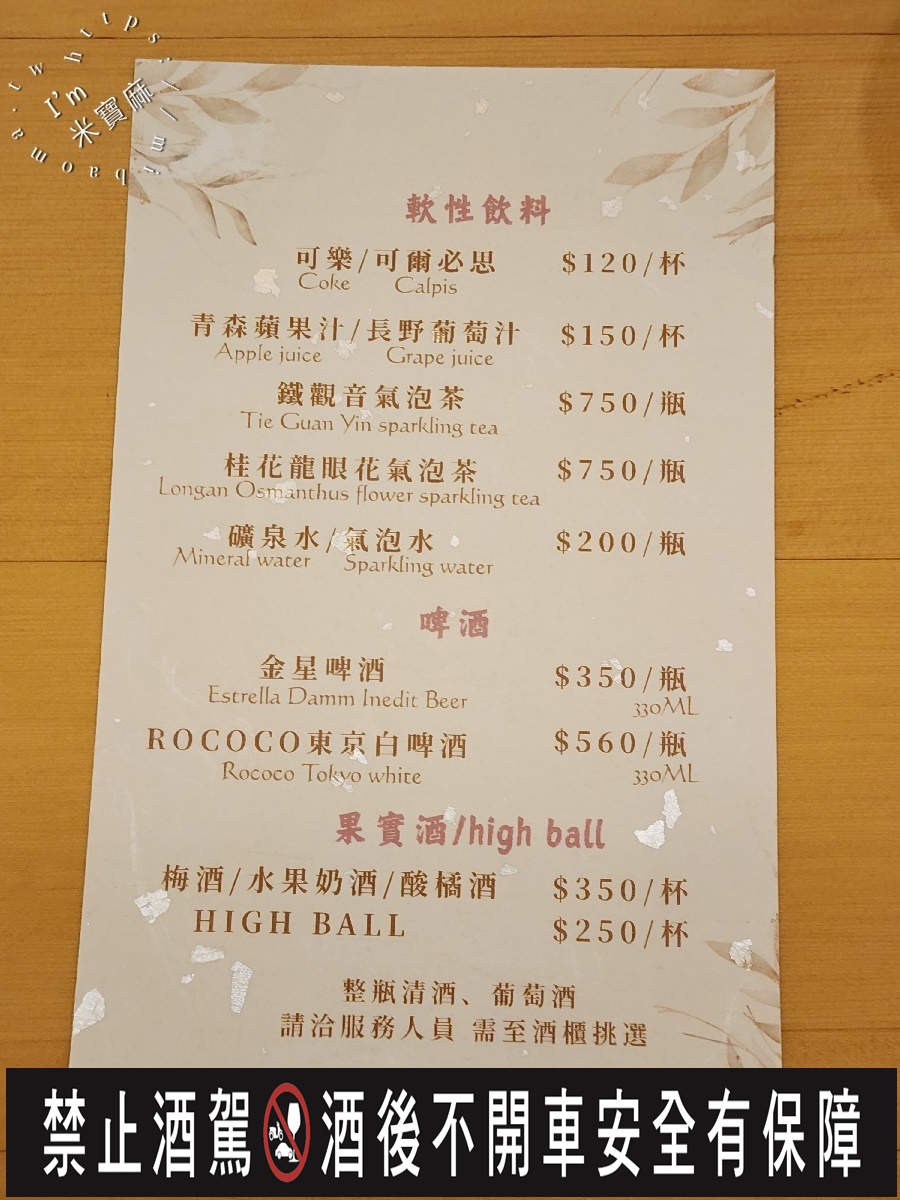 https://mibaoma.tw
I'm
米寶麻
軟性飲料
可樂/可爾必思 $120/杯
Coke Calpis
青森蘋果汁/長野葡萄汁 $150/杯
Apple juice Grape juice
鐵觀音氣泡茶 $750/瓶
Tie Guan Yin sparkling tea
桂花龍眼花氣泡茶 $750/瓶
Longan Osmanthus flower sparkling tea
礦泉水/氣泡水 $200/瓶
Mineral water Sparkling water
啤酒
金星啤酒 $350/瓶
Estrella Damm Inedit Beer 330ML
ROCOCO東京白啤酒 $560/瓶
Rococo Tokyo white 330ML
果實酒/high ball
梅酒/水果奶酒/酸橘酒 $350/杯
HIGH BALL $250/杯
整瓶清酒、葡萄酒
請洽服務人員 需至酒櫃挑選
禁止酒駕 酒後不開車安全有保障